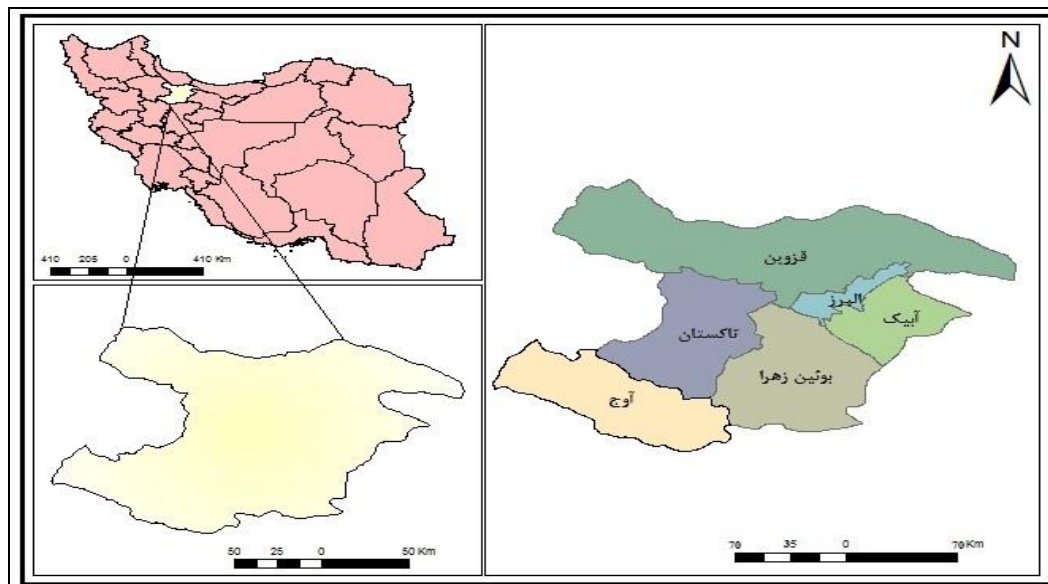 N
410 205 0 410 Km
قزوین
البرز
آبیک
تاکستان
بوئین زهرا
آوج
50 25 0 50 Km
70 35 0 70 Km